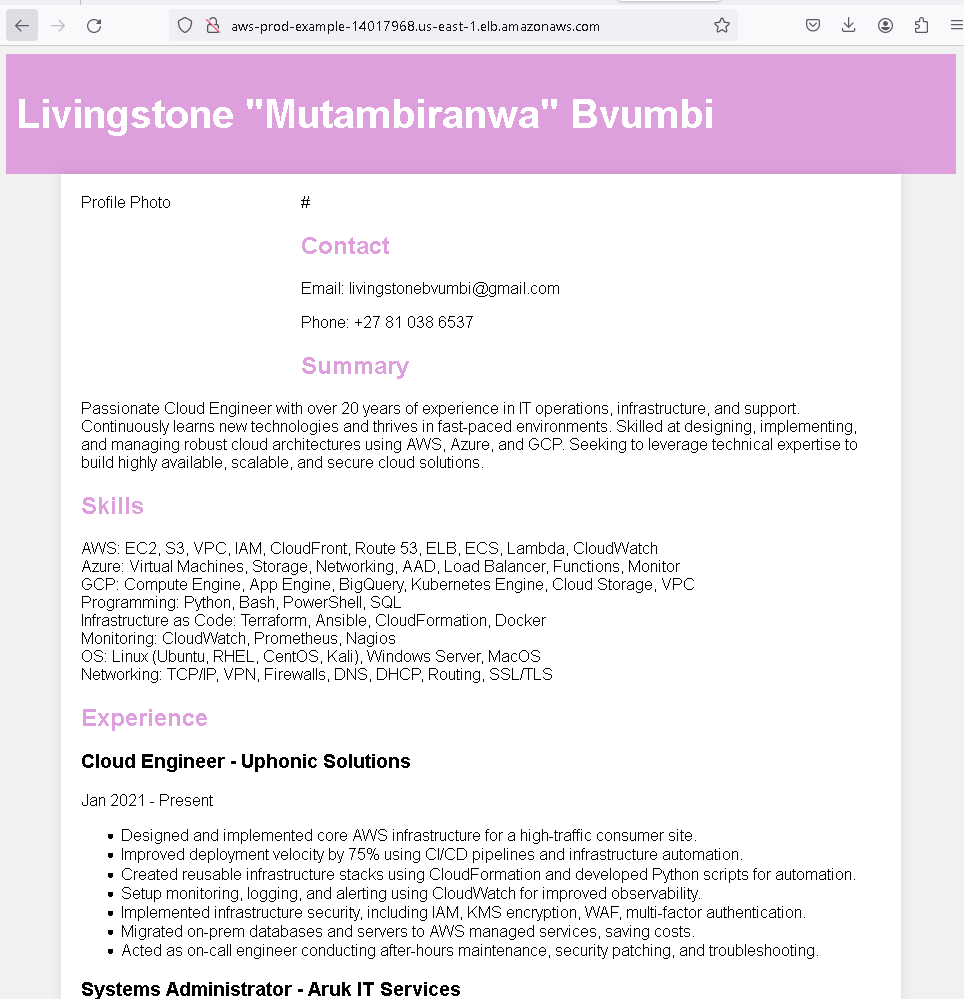 aws-prod-example-14017968.us-east-1.elb.amazonaws.com
Livingstone "Mutambiranwa" Bvumbi
Profile Photo
#
Contact
Email: livingstonebvumbi@gmail.com
Phone: +27 81 038 6537
Summary
Passionate Cloud Engineer with over 20 years of experience in IT operations, infrastructure, and support.
Continuously learns new technologies and thrives in fast-paced environments. Skilled at designing, implementing,
and managing robust cloud architectures using AWS, Azure, and GCP. Seeking to leverage technical expertise to
build highly available, scalable, and secure cloud solutions.
Skills
AWS: EC2, S3, VPC, IAM, CloudFront, Route 53, ELB, ECS, Lambda, CloudWatch
Azure: Virtual Machines, Storage, Networking, AAD, Load Balancer, Functions, Monitor
GCP: Compute Engine, App Engine, BigQuery, Kubernetes Engine, Cloud Storage, VPC
Programming: Python, Bash, PowerShell, SQL
Infrastructure as Code: Terraform, Ansible, CloudFormation, Docker
Monitoring: CloudWatch, Prometheus, Nagios
OS: Linux (Ubuntu, RHEL, CentOS, Kali), Windows Server, MacOS
Networking: TCP/IP, VPN, Firewalls, DNS, DHCP, Routing, SSL/TLS
Experience
Cloud Engineer - Uphonic Solutions
Jan 2021 - Present
• Designed and implemented core AWS infrastructure for a high-traffic consumer site.
• Improved deployment velocity by 75% using CI/CD pipelines and infrastructure automation.
• Created reusable infrastructure stacks using CloudFormation and developed Python scripts for automation.
• Setup monitoring, logging, and alerting using CloudWatch for improved observability.
• Implemented infrastructure security, including IAM, KMS encryption, WAF, multi-factor authentication.
• Migrated on-prem databases and servers to AWS managed services, saving costs.
• Acted as on-call engineer conducting after-hours maintenance, security patching, and troubleshooting.
Systems Administrator - Aruk IT Services